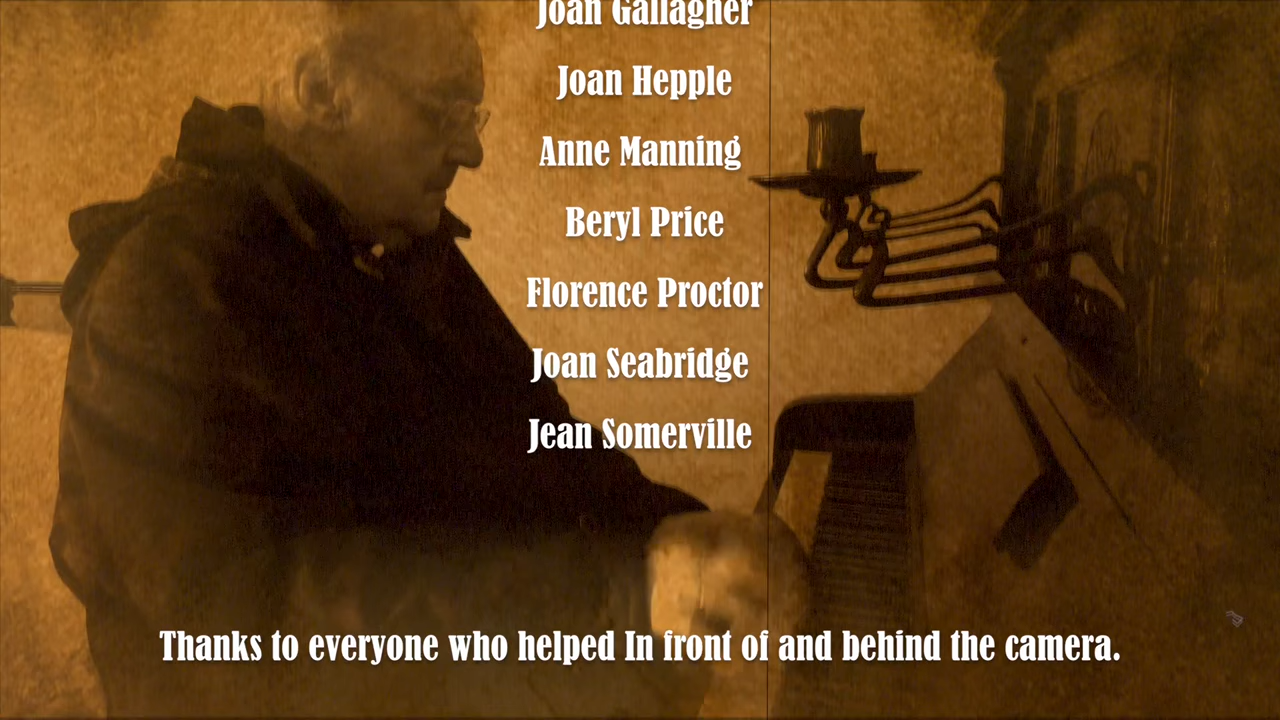 Joan Gallagher
Joan Hepple
Anne Manning
Beryl Price
Florence Proctor
Joan Seabridge
Jean Somerville
Thanks to everyone who helped In front of and behind the camera.